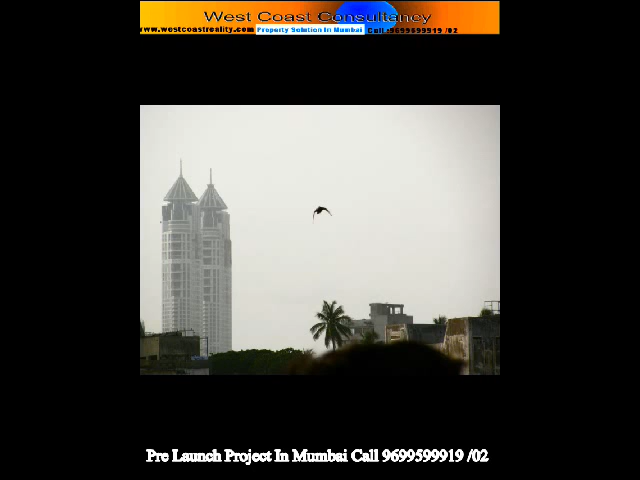 West Coast Consultancy
www.westcoastreality.com Property Solution In Mumbai Call.:9699599919 /02
Pre Launch Project In Mumbai Call 9699599919 /02